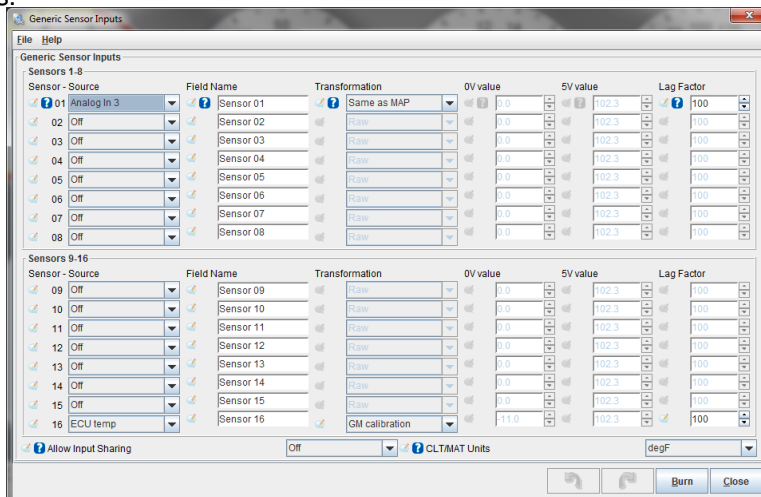 s.
Generic Sensor Inputs
File Help
Generic Sensor Inputs
Sensors 1-8
Sensor - Source Field Name Transformation 0V value 5V value Lag Factor
01 Analog In 3 Sensor 01 Same as MAP 0.0 102.3 100
02 Off Sensor 02 Raw 0.0 102.3 100
03 Off Sensor 03 Raw 0.0 102.3 100
04 Off Sensor 04 Raw 0.0 102.3 100
05 Off Sensor 05 Raw 0.0 102.3 100
06 Off Sensor 06 Raw 0.0 102.3 100
07 Off Sensor 07 Raw 0.0 102.3 100
08 Off Sensor 08 Raw 0.0 102.3 100
Sensors 9-16
Sensor - Source Field Name Transformation 0V value 5V value Lag Factor
09 Off Sensor 09 Raw 0.0 102.3 100
10 Off Sensor 10 Raw 0.0 102.3 100
11 Off Sensor 11 Raw 0.0 102.3 100
12 Off Sensor 12 Raw 0.0 102.3 100
13 Off Sensor 13 Raw 0.0 102.3 100
14 Off Sensor 14 Raw 0.0 102.3 100
15 Off Sensor 15 Raw 0.0 102.3 100
16 ECU temp Sensor 16 GM calibration -11.0 102.3 100
Allow Input Sharing Off CLT/MAT Units degF
Burn Close